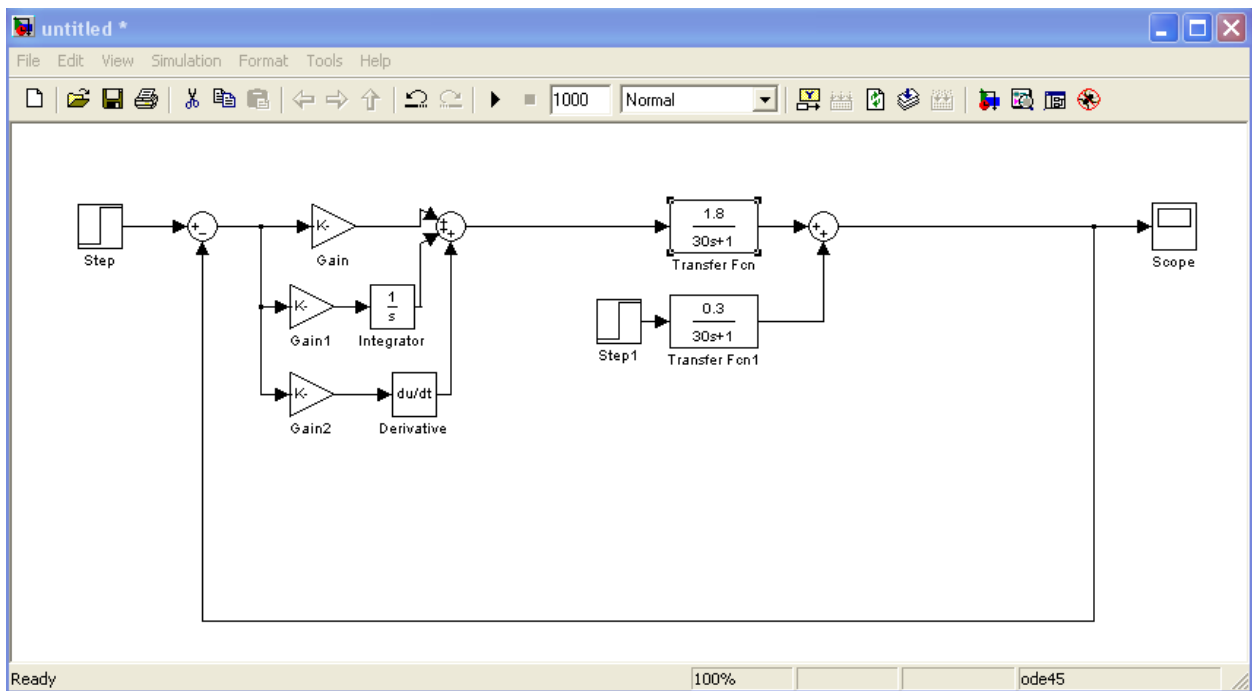 untitled *
File Edit View Simulation Format Tools Help
1000 Normal
Step
+
−
K-
Gain
+
+
+
1.8
30s+1
Transfer Fcn
+
+
Scope
K-
Gain1
1
s
Integrator
Step1
0.3
30s+1
Transfer Fcn1
K-
Gain2
du/dt
Derivative
Ready 100% ode45